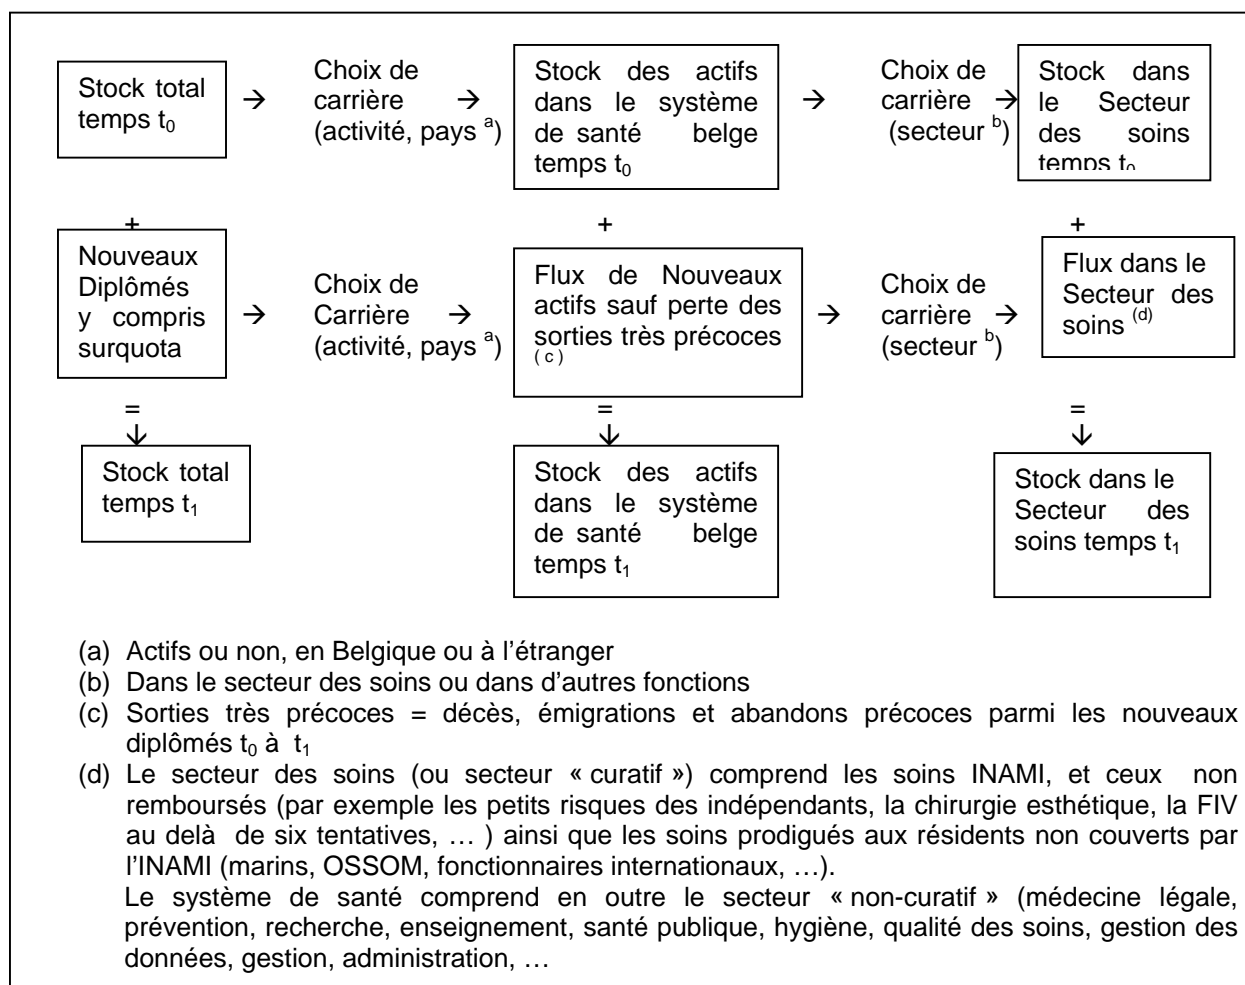 Stock total
temps t0
→
Choix de
carrière →
(activité, pays a)
Stock des actifs
dans le système
de santé belge
temps t0
→
Choix de
carrière →
(secteur b)
Stock dans
le Secteur
des soins
temps t0
+
+
+
Nouveaux
Diplômés
y compris
surquota
→
Choix de
Carrière →
(activité, pays a)
Flux de Nouveaux
actifs sauf perte des
sorties très précoces
( c )
→
Choix de
carrière →
(secteur b)
Flux dans le
Secteur des
soins (d)
=
=
=
↓
↓
↓
Stock total
temps t1
Stock des actifs
dans le système
de santé belge
temps t1
Stock dans le
Secteur des
soins temps t1
(a) Actifs ou non, en Belgique ou à l'étranger
(b) Dans le secteur des soins ou dans d'autres fonctions
(c) Sorties très précoces = décès, émigrations et abandons précoces parmi les nouveaux
diplômés t0 à t1
(d) Le secteur des soins (ou secteur « curatif ») comprend les soins INAMI, et ceux non
remboursés (par exemple les petits risques des indépendants, la chirurgie esthétique, la FIV
au delà de six tentatives, … ) ainsi que les soins prodigués aux résidents non couverts par
l'INAMI (marins, OSSOM, fonctionnaires internationaux, …).
Le système de santé comprend en outre le secteur « non-curatif » (médecine légale,
prévention, recherche, enseignement, santé publique, hygiène, qualité des soins, gestion des
données, gestion, administration, …